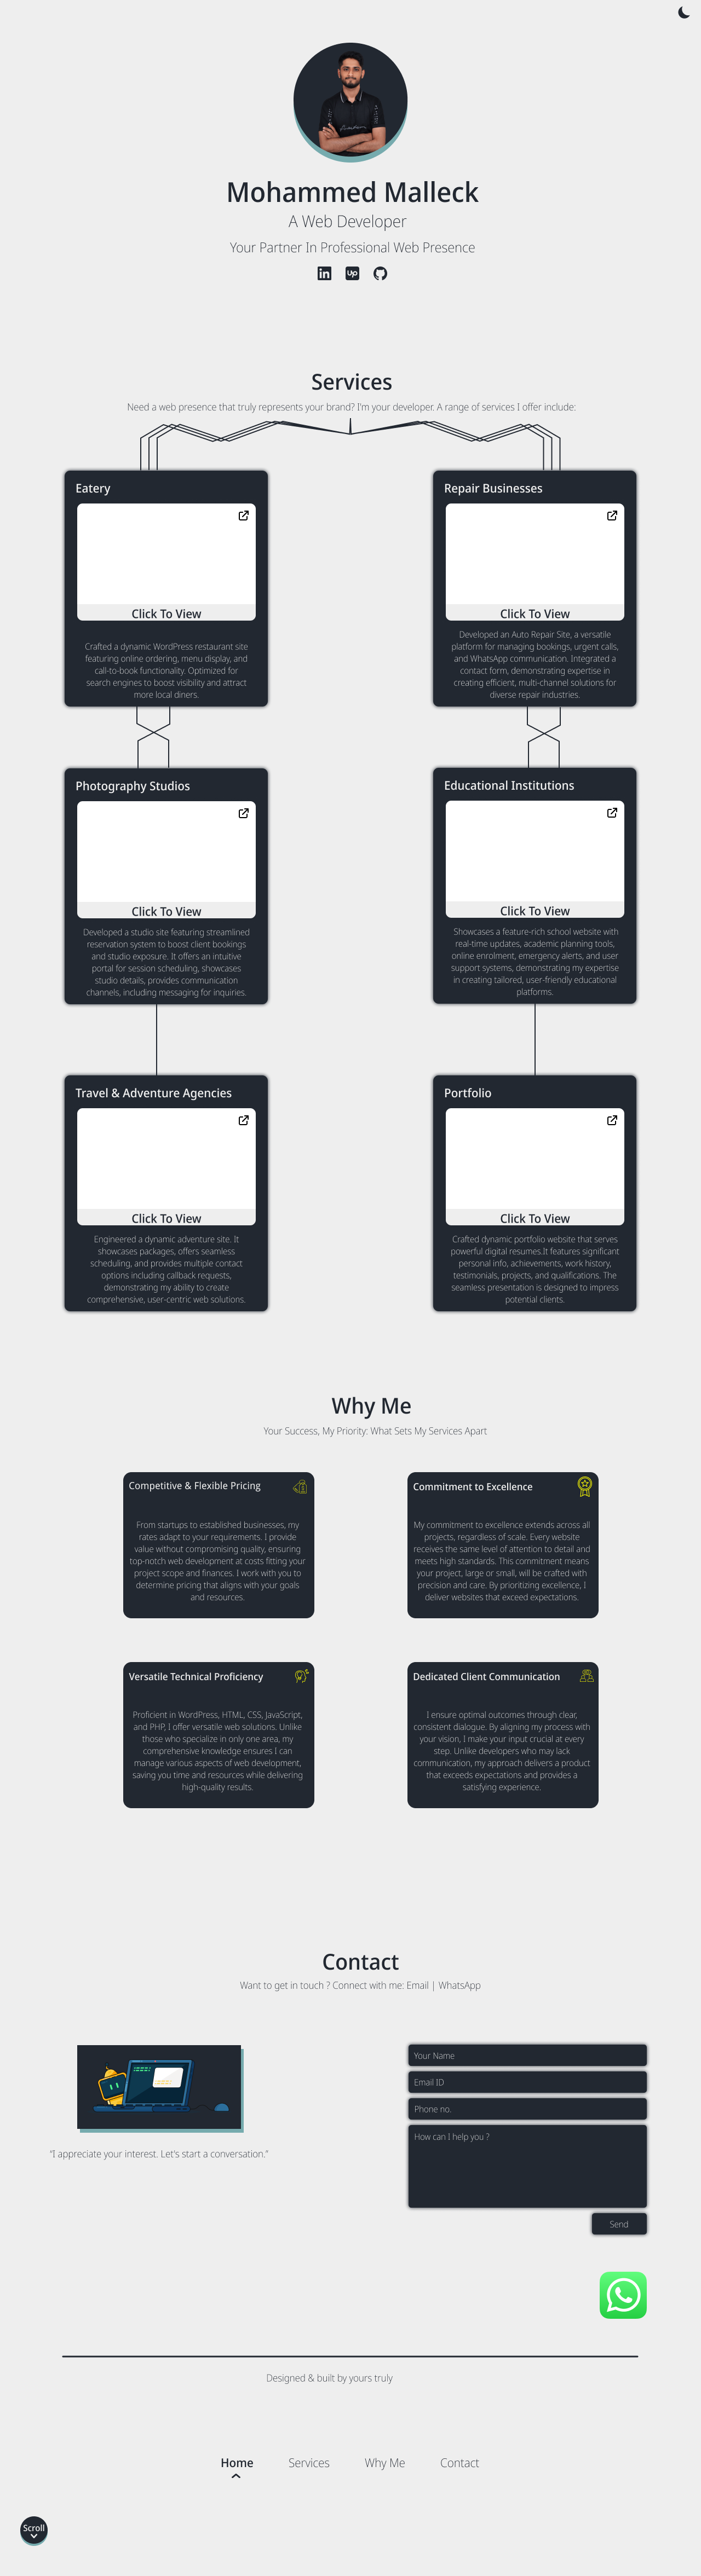 Mohammed Malleck
A Web Developer
Your Partner In Professional Web Presence
in
Up
Services
Need a web presence that truly represents your brand? I'm your developer. A range of services I offer include:
Eatery
Click To View
Crafted a dynamic WordPress restaurant site
featuring online ordering, menu display, and
call-to-book functionality. Optimized for
search engines to boost visibility and attract
more local diners.
Repair Businesses
Click To View
Developed an Auto Repair Site, a versatile
platform for managing bookings, urgent calls,
and WhatsApp communication. Integrated a
contact form, demonstrating expertise in
creating efficient, multi-channel solutions for
diverse repair industries.
Photography Studios
Click To View
Developed a studio site featuring streamlined
reservation system to boost client bookings
and studio exposure. It offers an intuitive
portal for session scheduling, showcases
studio details, provides communication
channels, including messaging for inquiries.
Educational Institutions
Click To View
Showcases a feature-rich school website with
real-time updates, academic planning tools,
online enrolment, emergency alerts, and user
support systems, demonstrating my expertise
in creating tailored, user-friendly educational
platforms.
Travel & Adventure Agencies
Click To View
Engineered a dynamic adventure site. It
showcases packages, offers seamless
scheduling, and provides multiple contact
options including callback requests,
demonstrating my ability to create
comprehensive, user-centric web solutions.
Portfolio
Click To View
Crafted dynamic portfolio website that serves
powerful digital resumes.It features significant
personal info, achievements, work history,
testimonials, projects, and qualifications. The
seamless presentation is designed to impress
potential clients.
Why Me
Your Success, My Priority: What Sets My Services Apart
Competitive & Flexible Pricing
From startups to established businesses, my
rates adapt to your requirements. I provide
value without compromising quality, ensuring
top-notch web development at costs fitting your
project scope and finances. I work with you to
determine pricing that aligns with your goals
and resources.
Commitment to Excellence
My commitment to excellence extends across all
projects, regardless of scale. Every website
receives the same level of attention to detail and
meets high standards. This commitment means
your project, large or small, will be crafted with
precision and care. By prioritizing excellence, I
deliver websites that exceed expectations.
Versatile Technical Proficiency
Proficient in WordPress, HTML, CSS, JavaScript,
and PHP, I offer versatile web solutions. Unlike
those who specialize in only one area, my
comprehensive knowledge ensures I can
manage various aspects of web development,
saving you time and resources while delivering
high-quality results.
Dedicated Client Communication
I ensure optimal outcomes through clear,
consistent dialogue. By aligning my process with
your vision, I make your input crucial at every
step. Unlike developers who may lack
communication, my approach delivers a product
that exceeds expectations and provides a
satisfying experience.
Contact
Want to get in touch ? Connect with me: Email | WhatsApp
"I appreciate your interest. Let's start a conversation."
Your Name
Email ID
Phone no.
How can I help you ?
Send
Designed & built by yours truly
Home
Services
Why Me
Contact
Scroll